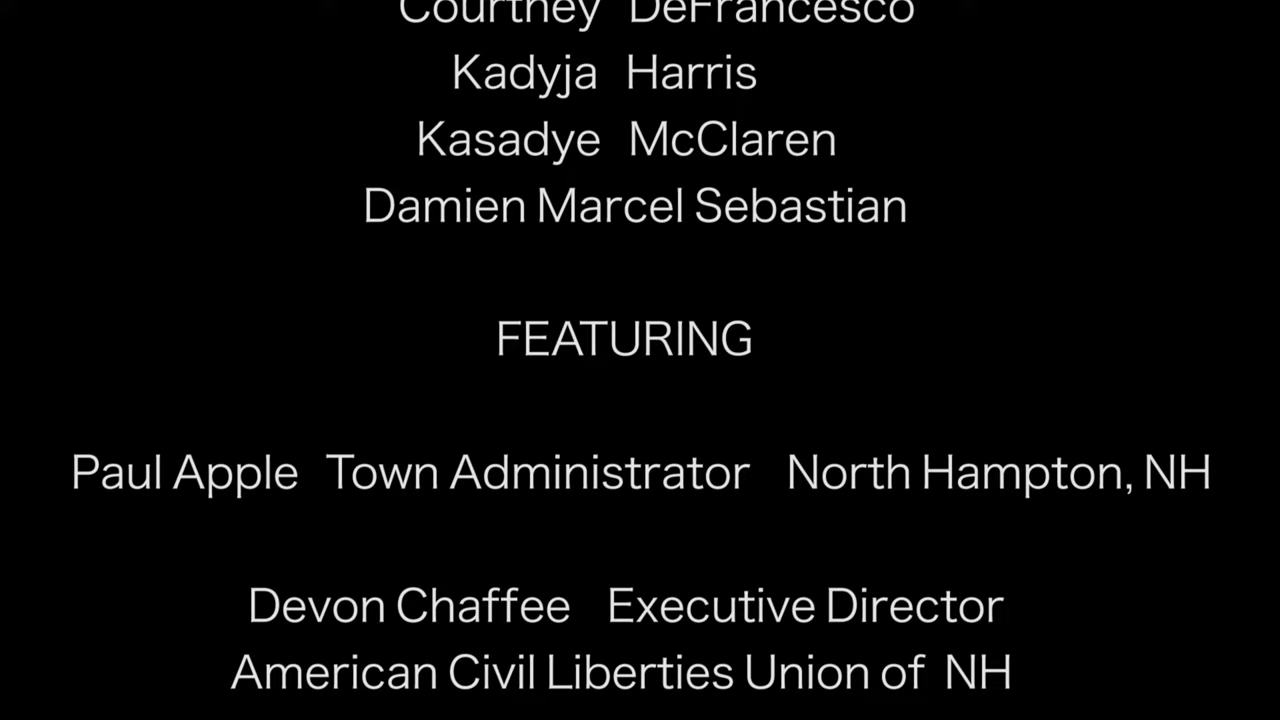 Courtney DeFrancesco
Kadyja Harris
Kasadye McClaren
Damien Marcel Sebastian
FEATURING
Paul Apple Town Administrator North Hampton, NH
Devon Chaffee Executive Director
American Civil Liberties Union of NH